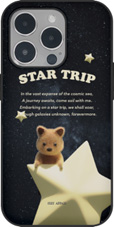 STAR TRIP
In the vast expanse of the cosmic sea,
A journey awaits, come sail with me.
Embarking on a star trip, we shall soar,
Through galaxies unknown, forevermore.